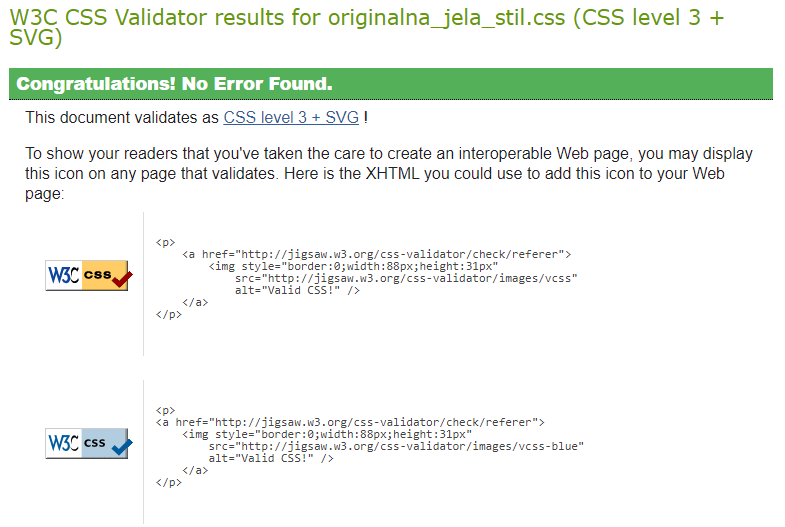 W3C CSS Validator results for originalna_jela_stil.css (CSS level 3 +
SVG)
Congratulations! No Error Found.
This document validates as CSS level 3 + SVG !
To show your readers that you've taken the care to create an interoperable Web page, you may display
this icon on any page that validates. Here is the XHTML you could use to add this icon to your Web
page:
W3C css
<p>
    <a href="http://jigsaw.w3.org/css-validator/check/referer">
        <img style="border:0;width:88px;height:31px"
            src="http://jigsaw.w3.org/css-validator/images/vcss"
            alt="Valid CSS!" />
    </a>
</p>
W3C css
<p>
<a href="http://jigsaw.w3.org/css-validator/check/referer">
    <img style="border:0;width:88px;height:31px"
        src="http://jigsaw.w3.org/css-validator/images/vcss-blue"
        alt="Valid CSS!" />
    </a>
</p>